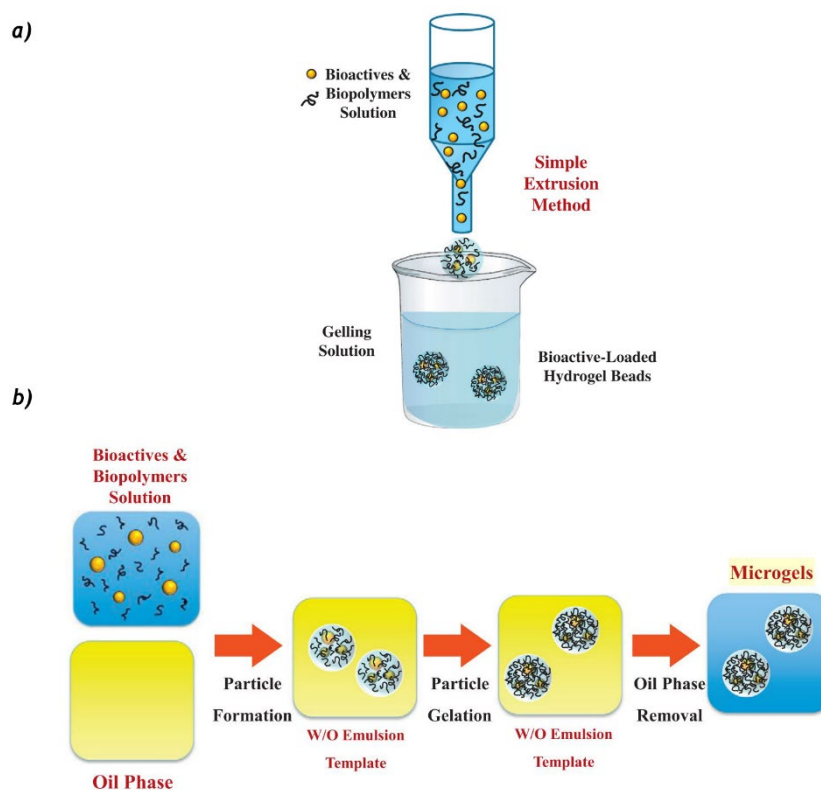 a)
Bioactives &
Biopolymers
Solution
Simple
Extrusion
Method
Gelling
Solution
Bioactive-Loaded
Hydrogel Beads
b)
Bioactives &
Biopolymers
Solution
Oil Phase
Particle
Formation
W/O Emulsion
Template
Particle
Gelation
W/O Emulsion
Template
Oil Phase
Removal
Microgels